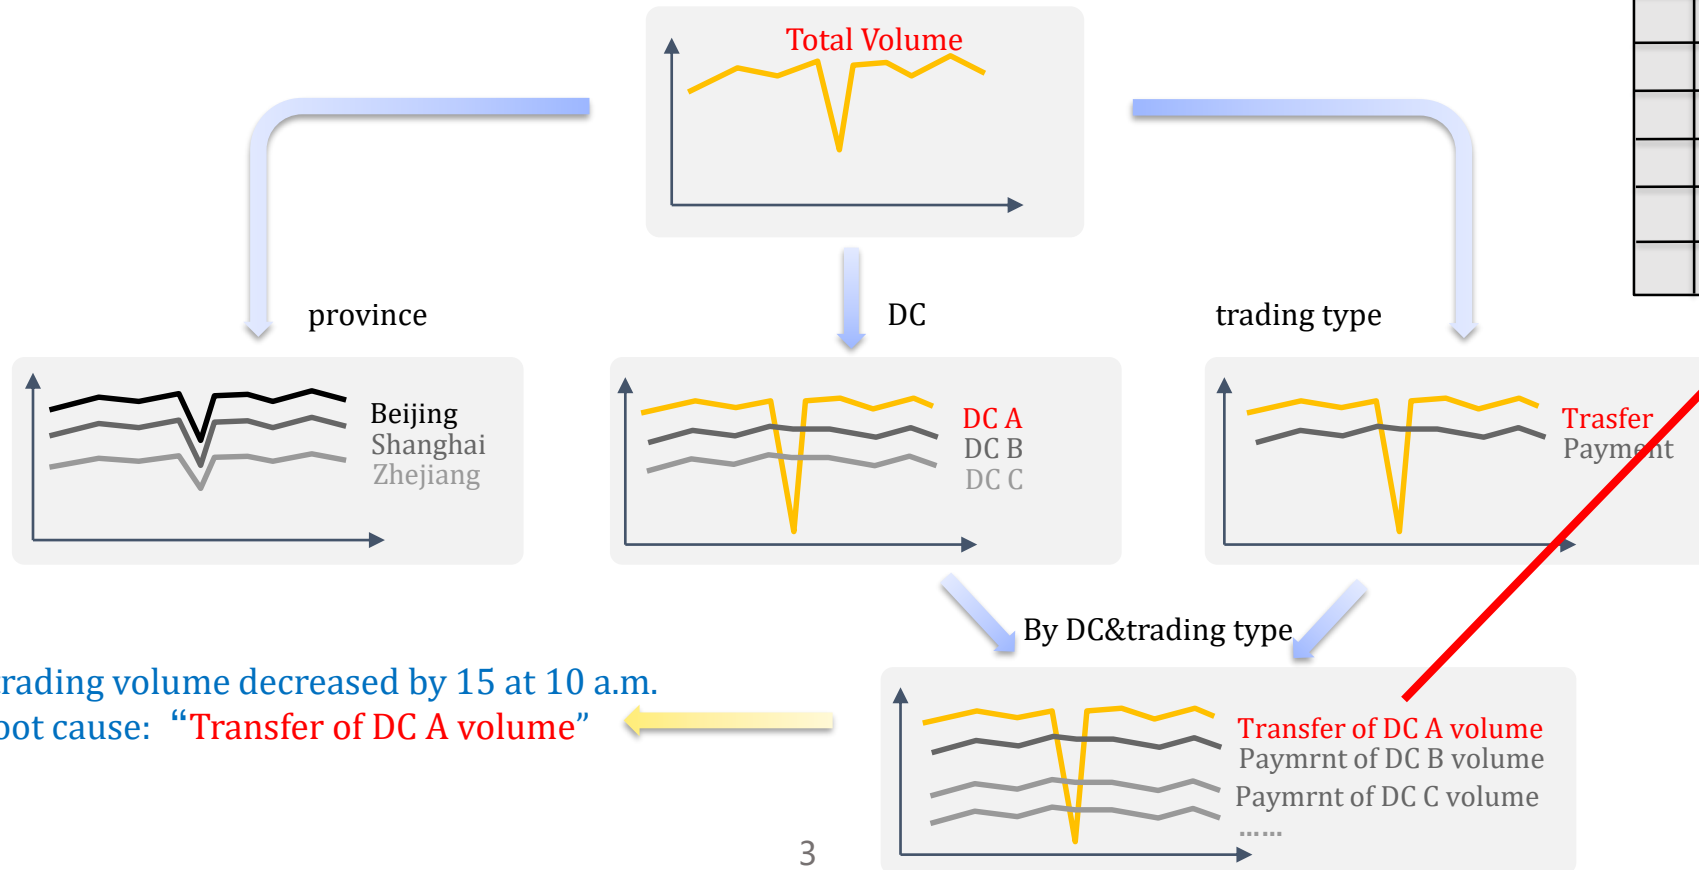 Total Volume
province
DC
trading type
Beijing
Shanghai
Zhejiang
DC A
DC B
DC C
Trasfer
Payment
By DC&trading type
trading volume decreased by 15 at 10 a.m.
oot cause: “Transfer of DC A volume”
Transfer of DC A volume
Paymrnt of DC B volume
Paymrnt of DC C volume
......
3